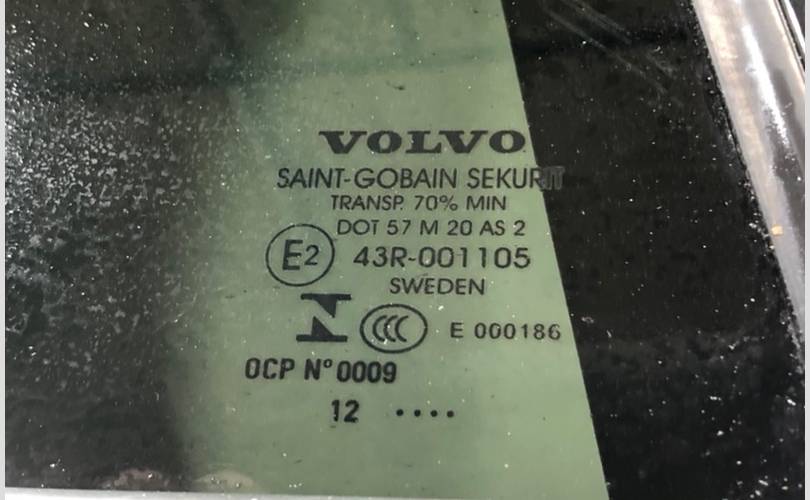 VOLVO
SAINT-GOBAIN SEKURIT
TRANSP. 70% MIN
DOT 57 M 20 AS 2
E2 43R-001105
SWEDEN
N CCC E 000186
OCP N° 0009
12 ....